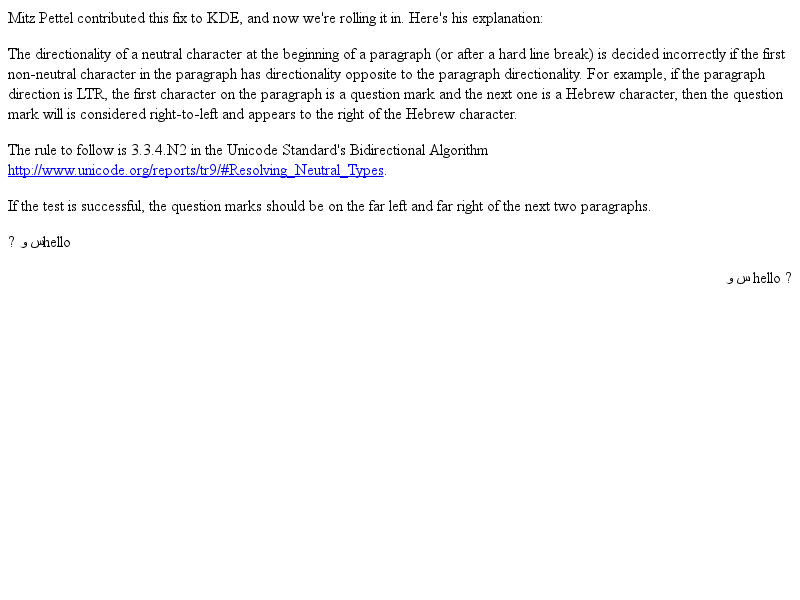 Mitz Pettel contributed this fix to KDE, and now we're rolling it in. Here's his explanation:
The directionality of a neutral character at the beginning of a paragraph (or after a hard line break) is decided incorrectly if the first
non-neutral character in the paragraph has directionality opposite to the paragraph directionality. For example, if the paragraph
direction is LTR, the first character on the paragraph is a question mark and the next one is a Hebrew character, then the question
mark will is considered right-to-left and appears to the right of the Hebrew character.
The rule to follow is 3.3.4.N2 in the Unicode Standard's Bidirectional Algorithm
http://www.unicode.org/reports/tr9/#Resolving_Neutral_Types.
If the test is successful, the question marks should be on the far left and far right of the next two paragraphs.
? س وhello
? hello س و